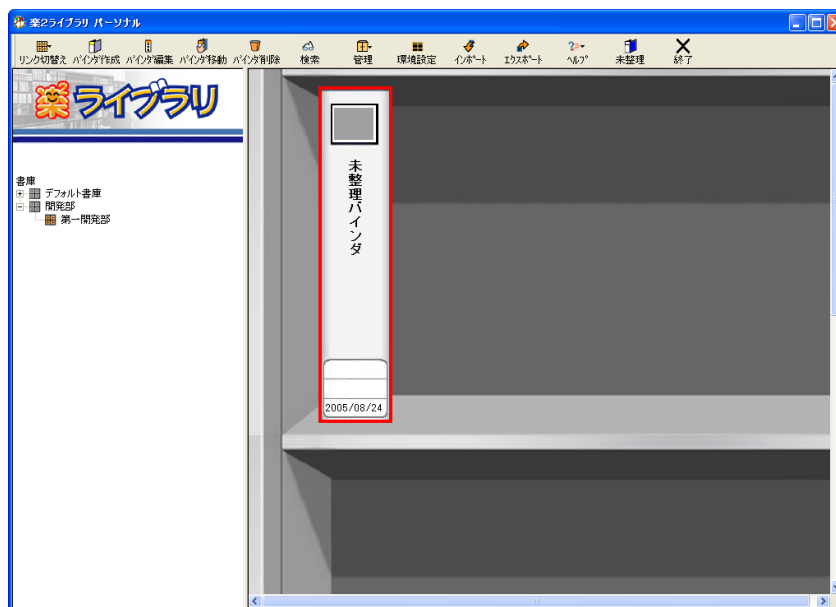 楽2ライブラリ パーソナル
リンク切替え バインダ作成 バインダ編集 バインダ移動 バインダ削除 検索 管理 環境設定 インポート エクスポート ヘルプ 未整理 終了
楽ライブラリ
書庫
デフォルト書庫
開発部
第一開発部
未整理バインダ
2005/08/24